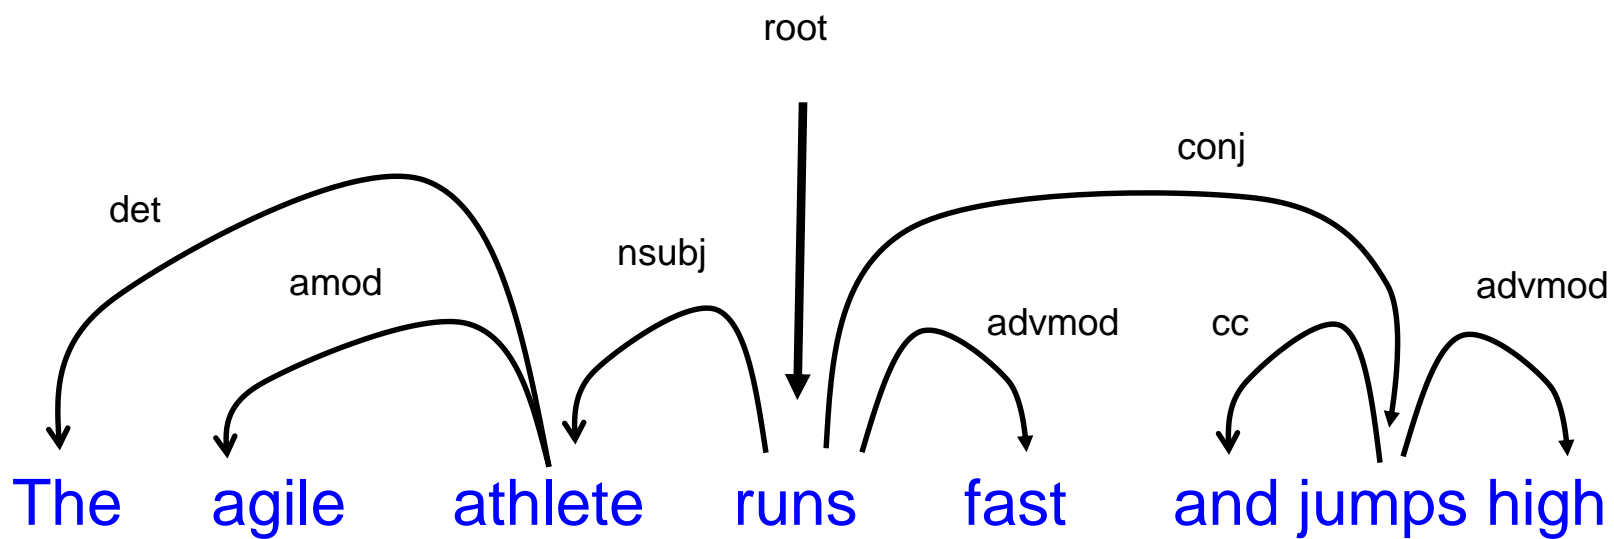 root
conj
det
nsubj
amod
advmod
advmod
cc
The agile athlete runs fast and jumps high